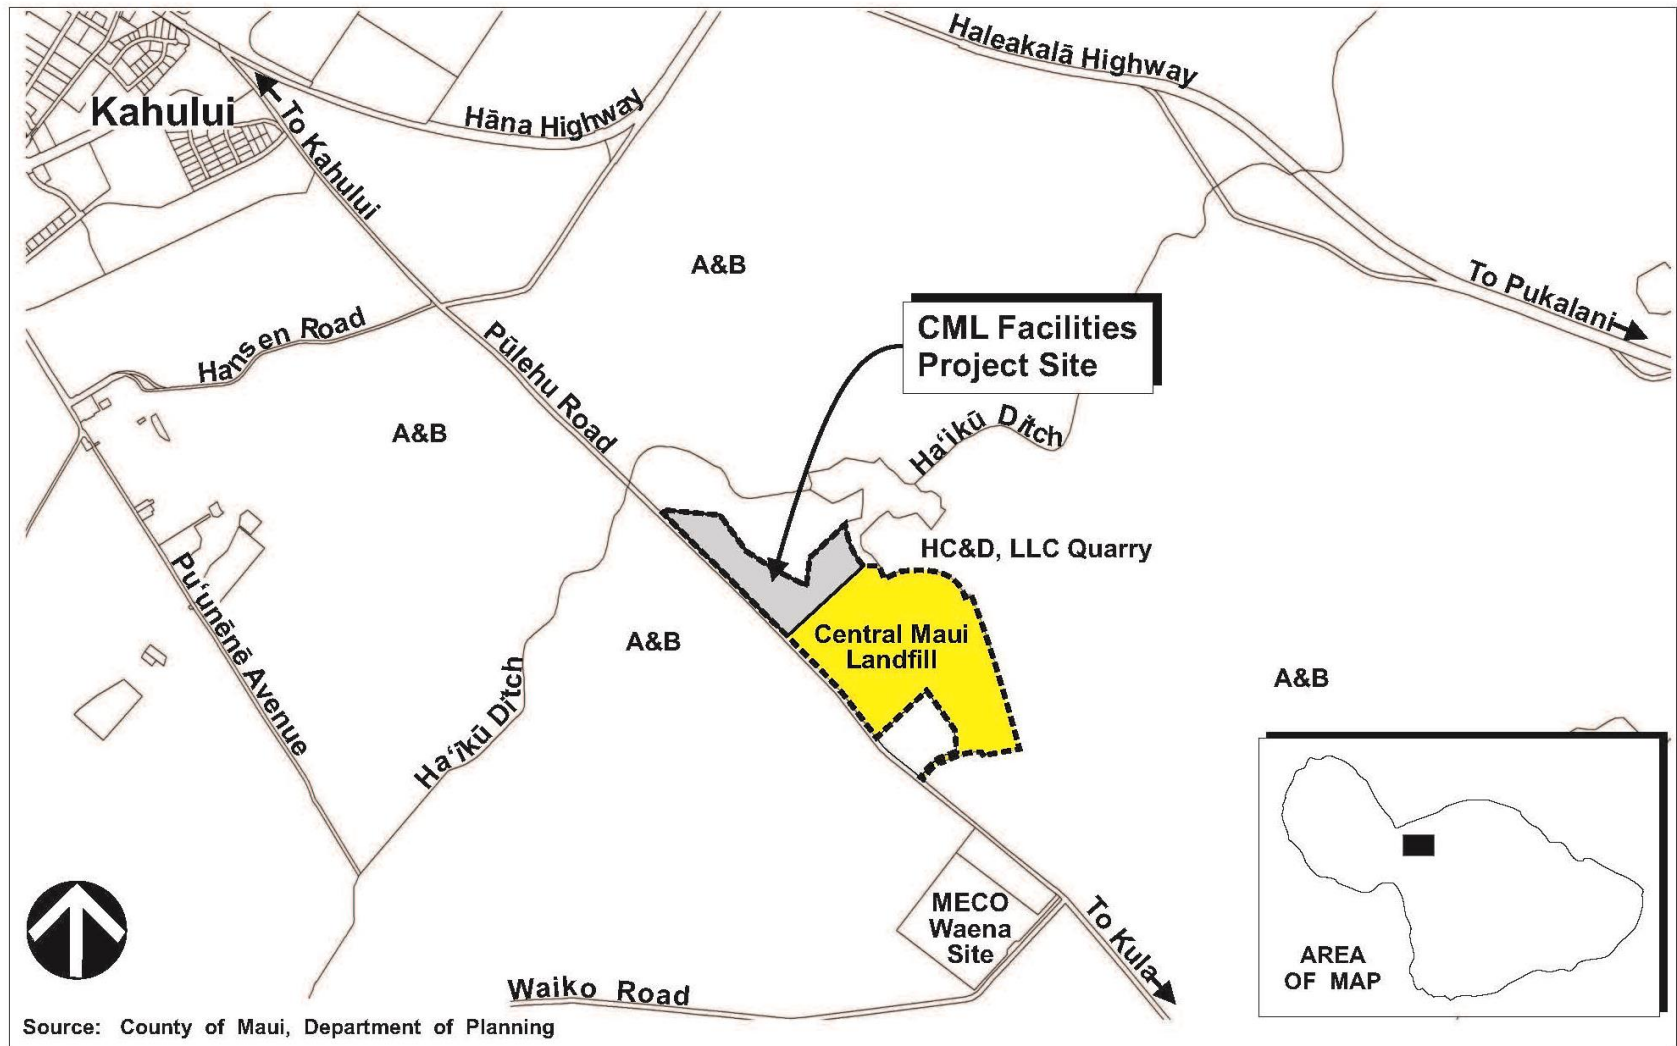 Haleakalā Highway
Kahului
Hāna Highway
To Kahului
A&B
To Pukalani
CML Facilities
Project Site
Hansen Road
Pūlehu Road
A&B
Ha‘ikū Ditch
HC&D, LLC Quarry
Pu‘unēnē Avenue
A&B
Central Maui
Landfill
A&B
Ha‘īkū Ditch
MECO
Waena
Site
To Kula
AREA
OF MAP
Waiko Road
Source: County of Maui, Department of Planning